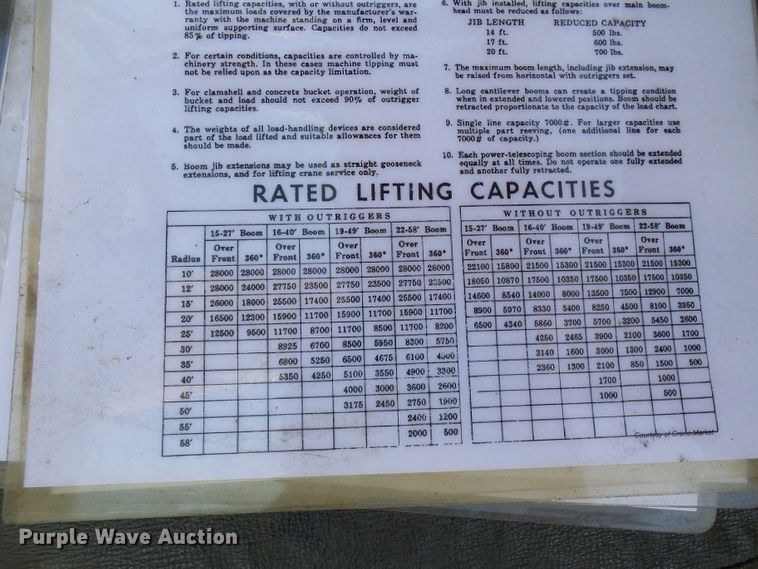 1. Rated lifting capacities, with or without outriggers, are
the maximum loads covered by the manufacturer's war-
ranty with the machine standing on a firm, level and
uniform supporting surface. Capacities do not exceed
85% of tipping.
2. For certain conditions, capacities are controlled by ma-
chinery strength. In these cases machine tipping must
not be relied upon as the capacity limitation.
3. For clamshell and concrete bucket operation, weight of
bucket and load should not exceed 90% of outrigger
lifting capacities.
4. The weights of all load-handling devices are considered
part of the load lifted and suitable allowances for them
should be made.
5. Boom jib extensions may be used as straight gooseneck
extensions, and for lifting crane service only.
6. With jib installed, lifting capacities over main boom-
head must be reduced as follows:
JIB LENGTH REDUCED CAPACITY
14 ft. 500 lbs.
17 ft. 600 lbs.
20 ft. 700 lbs.
7. The maximum boom length, including jib extension, may
be raised from horizontal with outriggers set.
8. Long cantilever booms can create a tipping condition
when in extended and lowered positions. Boom should be
retracted proportionate to the capacity of the load chart.
9. Single line capacity 7000#. For larger capacities use
multiple part reeving, (one additional line for each
7000# of capacity.)
10. Each power-telescoping boom section should be extended
equally at all times. Do not operate one fully extended
and another fully retracted.
RATED LIFTING CAPACITIES
WITH OUTRIGGERS WITHOUT OUTRIGGERS
15-27' Boom 16-40' Boom 19-49' Boom 22-58' Boom 15-27' Boom 16-40' Boom 19-49' Boom 22-58' Boom
Radius Over Front 360° Over Front 360° Over Front 360° Over Front 360° Over Front 360° Over Front 360° Over Front 360° Over Front 360°
10' 28000 28000 28000 28000 28000 28000 28000 28000 22100 15800 21500 15300 21500 15300 21500 15300
12' 28000 24000 27750 23500 27750 23500 27750 23500 18050 10870 17500 10350 17500 10350 17500 10350
15' 26000 18000 25500 17400 25500 17400 25500 17400 14600 8540 14000 8000 13500 7500 12900 7000
20' 16500 12300 15900 11700 15900 11700 15900 11700 8900 5970 8330 5400 8250 4500 8100 3950
25' 12500 9500 11700 8700 11700 8500 11700 8200 6500 4340 5860 3700 5700 3200 5450 2600
30' 8925 6700 8500 5950 8300 5750 4250 2465 3900 2100 3600 1700
35' 6800 5250 6500 4675 6100 4500 3140 1600 3000 1300 2400 1000
40' 5350 4250 5100 3550 4900 3300 2360 1300 2100 850 1500 500
45' 4000 3000 3600 2600 1700 1000
50' 3175 2450 2750 1900 1000 500
55' 2400 1200
58' 2000 500
Courtesy of Crane.Market
Purple Wave Auction